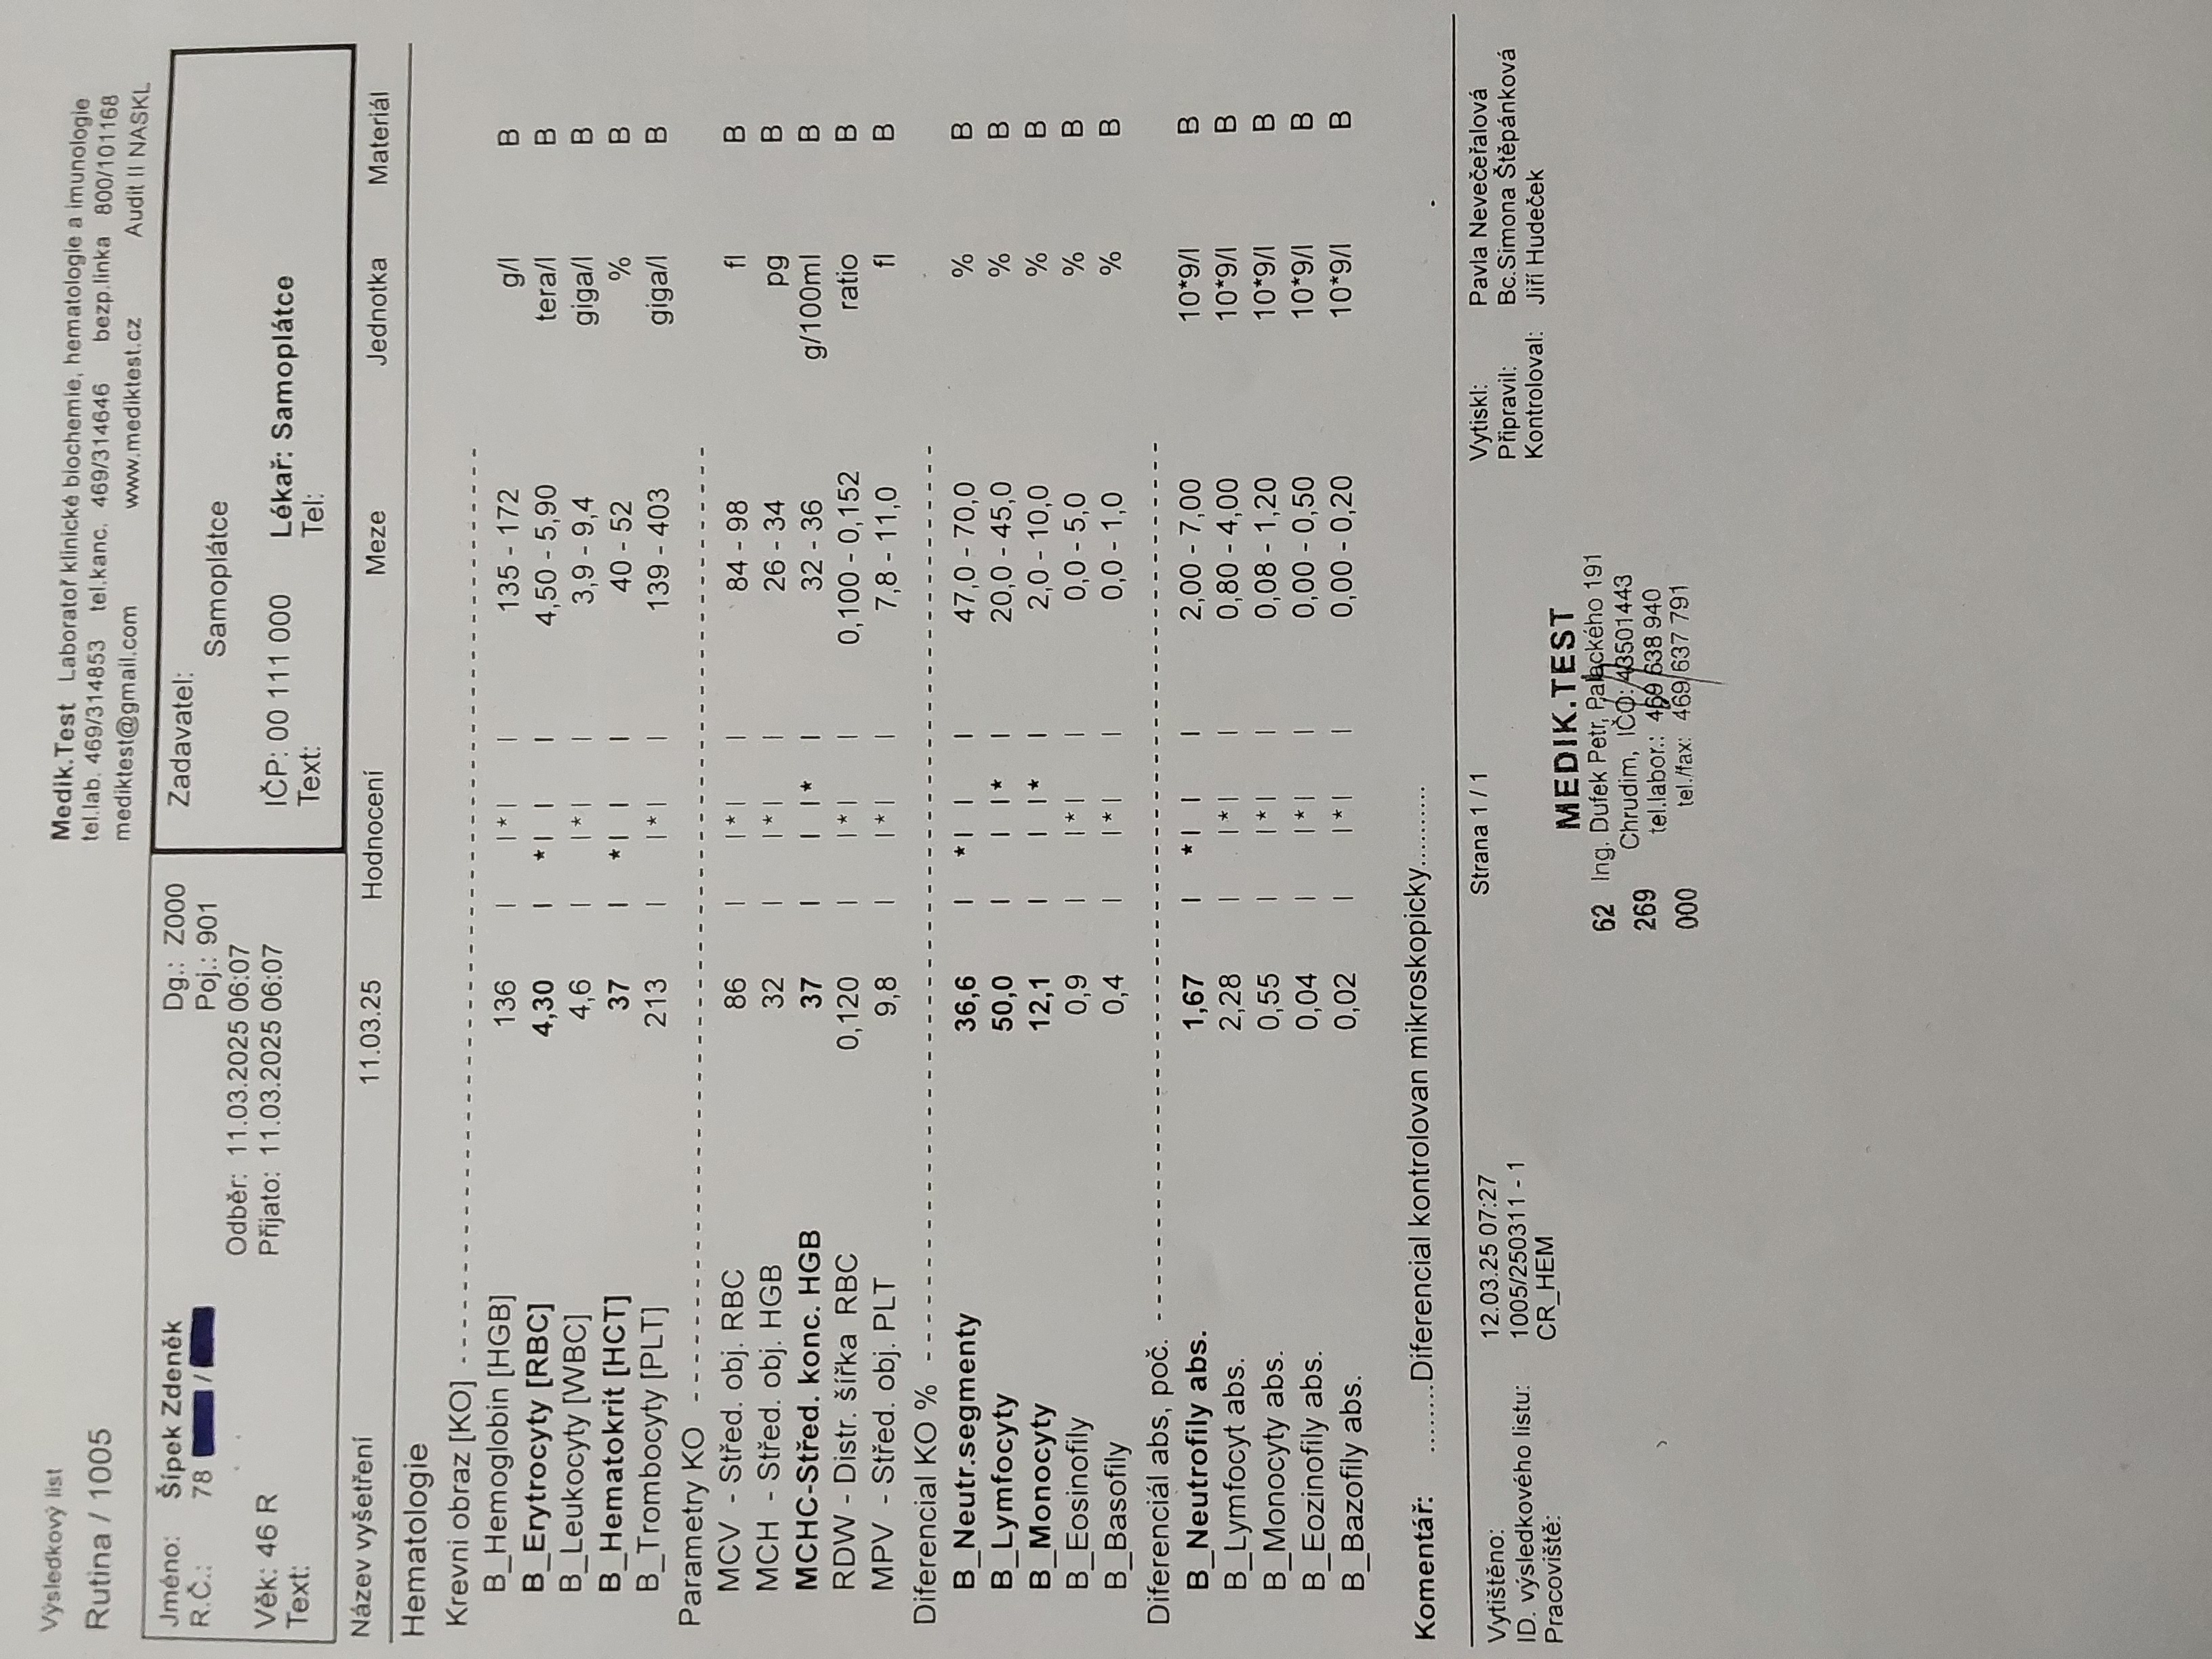 Výsledkový list
Rutina / 1005
Medik.Test Laboratoř klinické biochemie, hematologie a imunologie
tel.lab. 469/314853 tel.kanc. 469/314646 bezp.linka 800/101168
mediktest@gmail.com www.mediktest.cz Audit II NASKL
Jméno: Šípek Zdeněk Dg.: Z000
R.Č.: 78 / Poj.: 901
Odběr: 11.03.2025 06:07
Věk: 46 R Přijato: 11.03.2025 06:07
Text:
Zadavatel:
Samoplátce
IČP: 00 111 000 Lékař: Samoplátce
Text: Tel:
Název vyšetření 11.03.25 Hodnocení Meze Jednotka Materiál
Hematologie
Krevni obraz [KO] - - - - - - - - - - - - - - - - - - - - - - - - - - - - - -
B_Hemoglobin [HGB] 136 | |*| | 135 - 172 g/l B
B_Erytrocyty [RBC] 4,30 | *| | | 4,50 - 5,90 tera/l B
B_Leukocyty [WBC] 4,6 | |*| | 3,9 - 9,4 giga/l B
B_Hematokrit [HCT] 37 | *| | | 40 - 52 % B
B_Trombocyty [PLT] 213 | |*| | 139 - 403 giga/l B
Parametry KO - - - - - - - - - - - - - - - - - - - - - - - - - - - - - -
MCV - Střed. obj. RBC 86 | |*| | 84 - 98 fl B
MCH - Střed. obj. HGB 32 | |*| | 26 - 34 pg B
MCHC-Střed. konc. HGB 37 | | |* | 32 - 36 g/100ml B
RDW - Distr. šířka RBC 0,120 | |*| | 0,100 - 0,152 ratio B
MPV - Střed. obj. PLT 9,8 | |*| | 7,8 - 11,0 fl B
Diferencial KO % - - - - - - - - - - - - - - - - - - - - - - - - - - - - - -
B_Neutr.segmenty 36,6 | *| | | 47,0 - 70,0 % B
B_Lymfocyty 50,0 | | |* | 20,0 - 45,0 % B
B_Monocyty 12,1 | | |* | 2,0 - 10,0 % B
B_Eosinofily 0,9 | |*| | 0,0 - 5,0 % B
B_Basofily 0,4 | |*| | 0,0 - 1,0 % B
Diferenciál abs, poč. - - - - - - - - - - - - - - - - - - - - - - - - - - - - - -
B_Neutrofily abs. 1,67 | *| | | 2,00 - 7,00 10*9/l B
B_Lymfocyt abs. 2,28 | |*| | 0,80 - 4,00 10*9/l B
B_Monocyty abs. 0,55 | |*| | 0,08 - 1,20 10*9/l B
B_Eozinofily abs. 0,04 | |*| | 0,00 - 0,50 10*9/l B
B_Bazofily abs. 0,02 | |*| | 0,00 - 0,20 10*9/l B
Komentář: ........Diferencial kontrolovan mikroskopicky..........
Vytištěno: 12.03.25 07:27 Strana 1 / 1 Vytiskl: Pavla Nevečeřalová
ID. výsledkového listu: 1005/250311 - 1 Připravil: Bc.Simona Štěpánková
Pracoviště: CR_HEM Kontroloval: Jiří Hudeček
MEDIK.TEST
62 Ing. Dufek Petr, Palackého 191
Chrudim, IČO: 43501443
269 tel.labor.: 469 638 940
000 tel./fax: 469 637 791